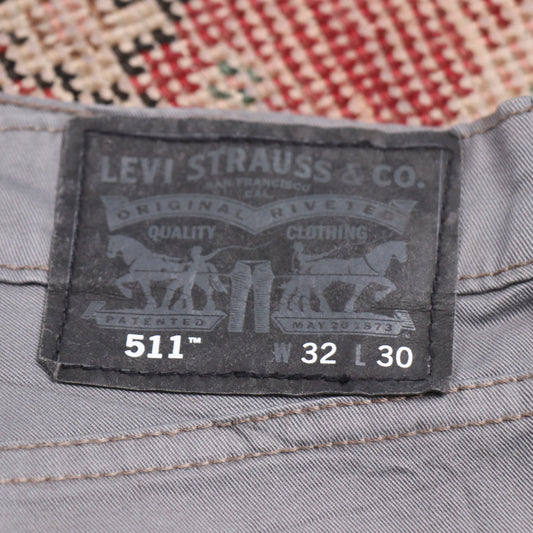 LEVI STRAUSS & CO.
SAN FRANCISCO
CAL
ORIGINAL RIVETED
QUALITY CLOTHING
PATENTED MAY 20 1873
511™ W 32 L 30